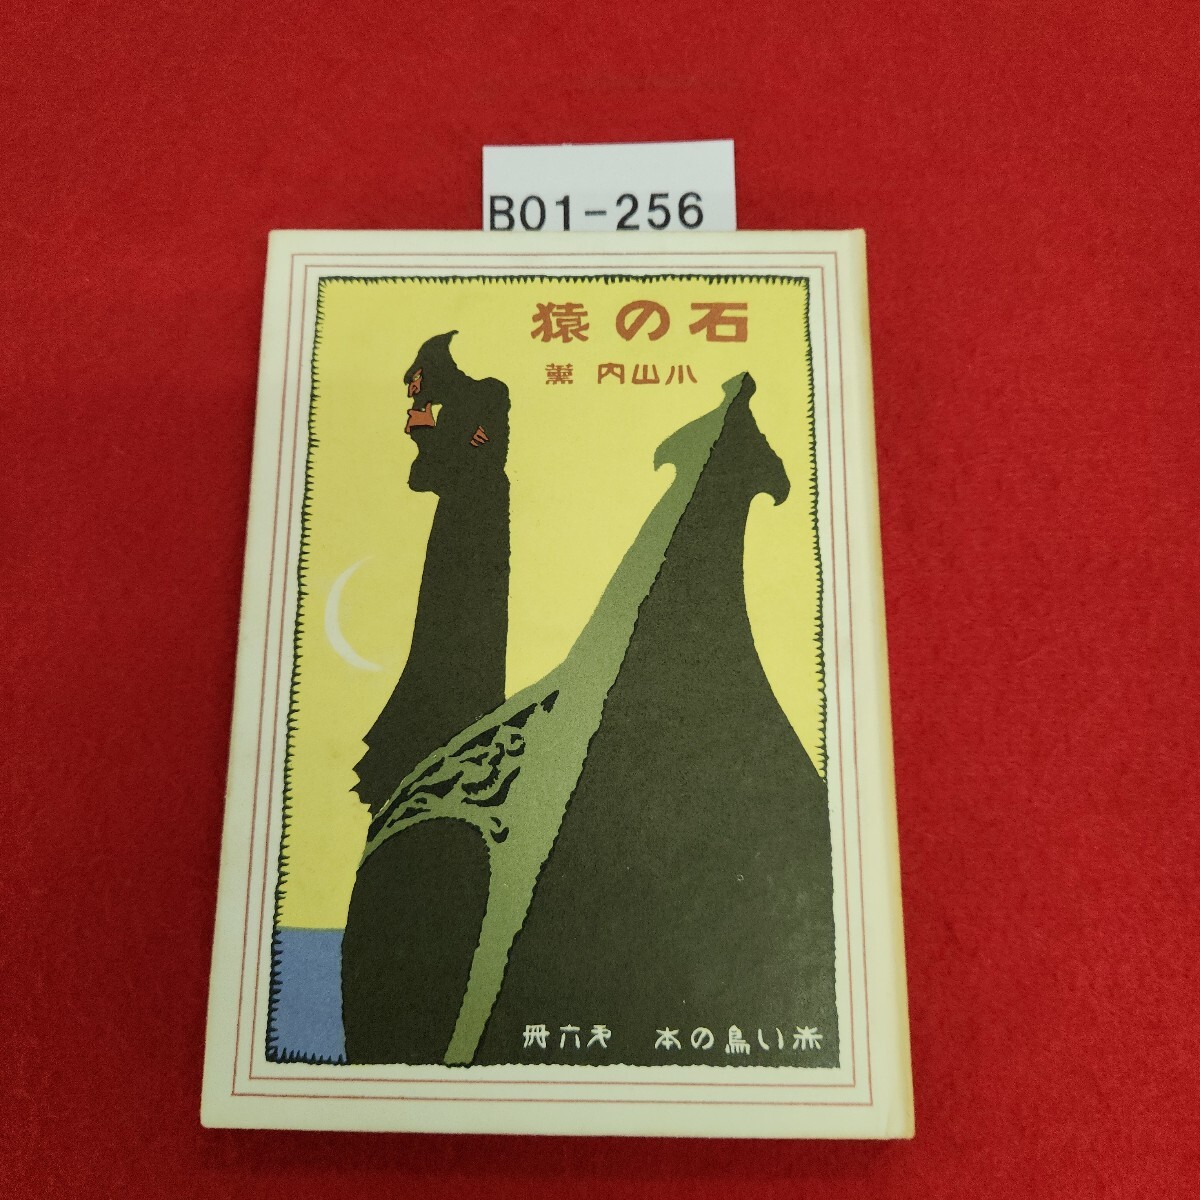 B01-256
石の猿
小山内 薫
赤い鳥の本 第六冊